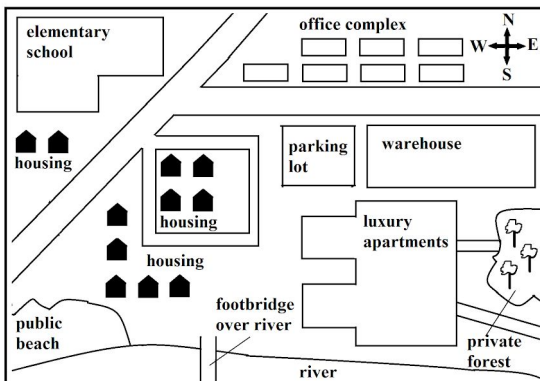 elementary
school
office complex
N
W E
S
housing
parking
lot
warehouse
housing
luxury
apartments
housing
footbridge
over river
public
beach
private
forest
river